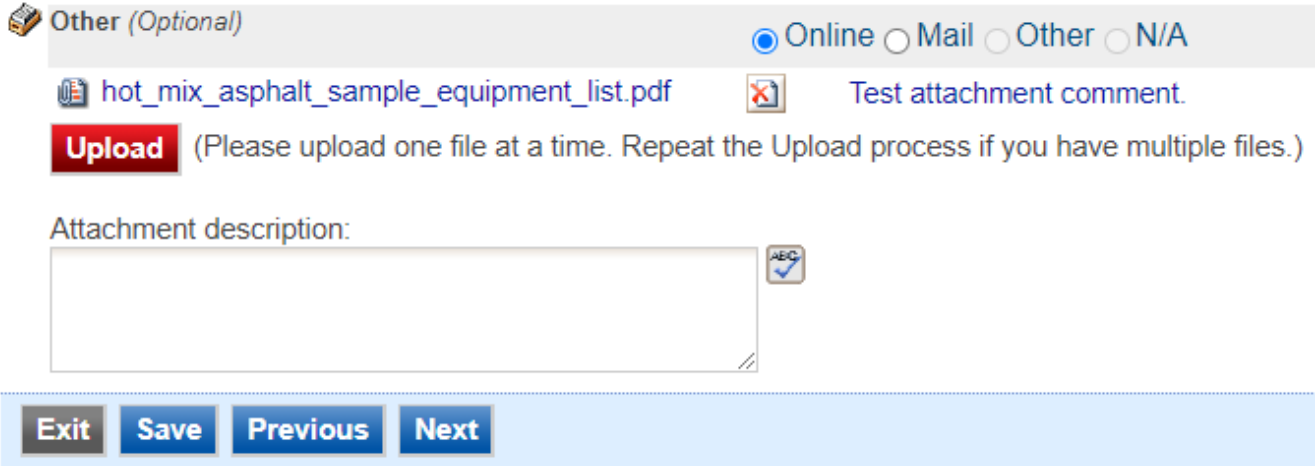 Other (Optional)
Online Mail Other N/A
hot_mix_asphalt_sample_equipment_list.pdf Test attachment comment.
Upload (Please upload one file at a time. Repeat the Upload process if you have multiple files.)
Attachment description:
ABC
Exit Save Previous Next